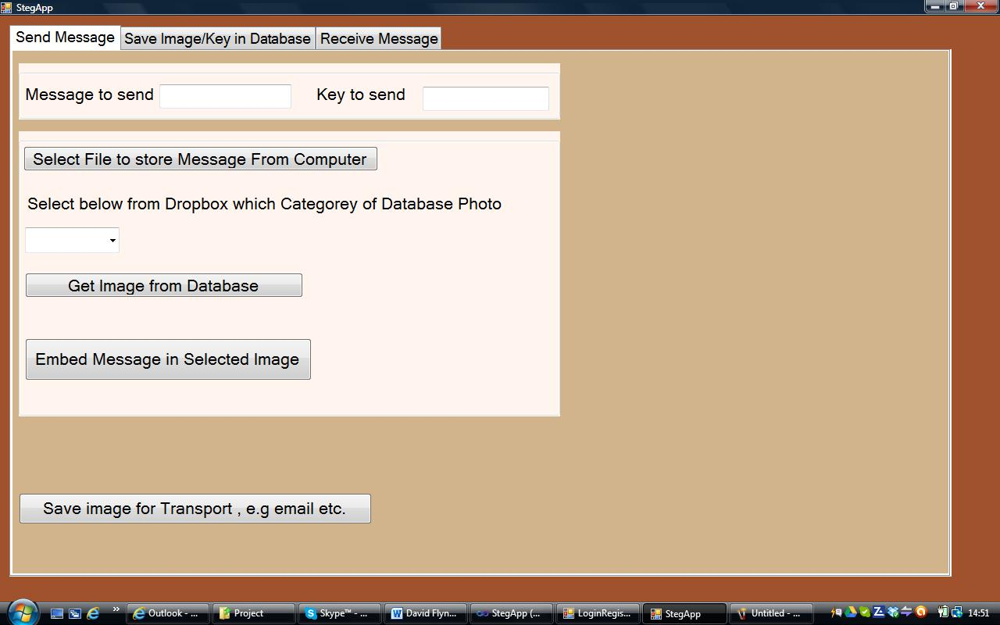 StegApp
Send Message Save Image/Key in Database Receive Message
Message to send Key to send
Select File to store Message From Computer
Select below from Dropbox which Categorey of Database Photo
Get Image from Database
Embed Message in Selected Image
Save image for Transport , e.g email etc.
Outlook - ... Project Skype™ - ... David Flyn... StegApp (... LoginRegis... StegApp Untitled - ... 14:51